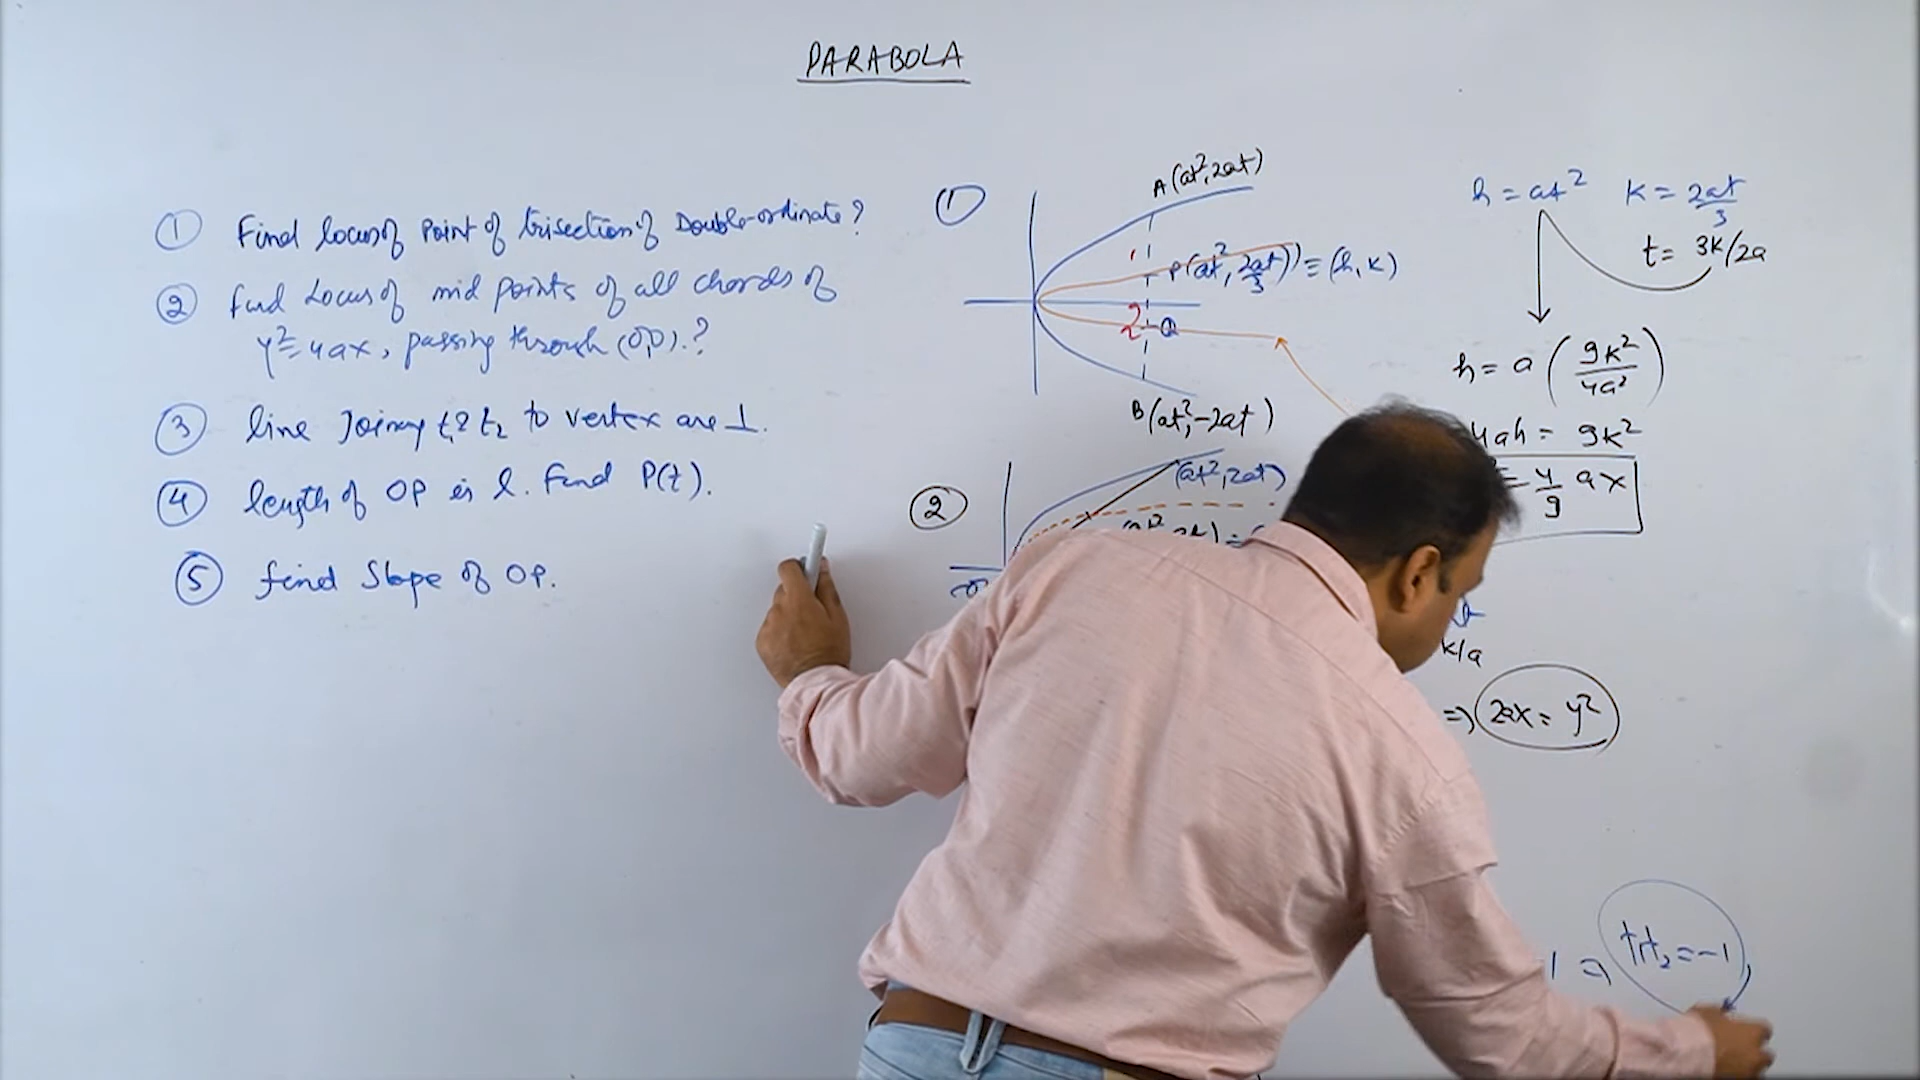 PARABOLA
① Find locus of Point of trisection of Double-ordinate?
② Find Locus of mid points of all chords of
y² = 4ax, passing through (0,0).?
③ line Joining t₁ & t₂ to vertex are ⊥.
④ length of OP is l. Find P(t).
⑤ find Slope of OP.
①
A(at², 2at)
P(at², 2at/3) ≡ (h, k)
1
2
Q
B(at², -2at)
h = at² k = 2at/3
t = 3k/2a
h = a (9k²/4a²)
4ah = 9k²
= 4/9 ax
②
(at², 2at)
k/a
⇒ 2ax = y²
⇒ t₁t₂ = -1